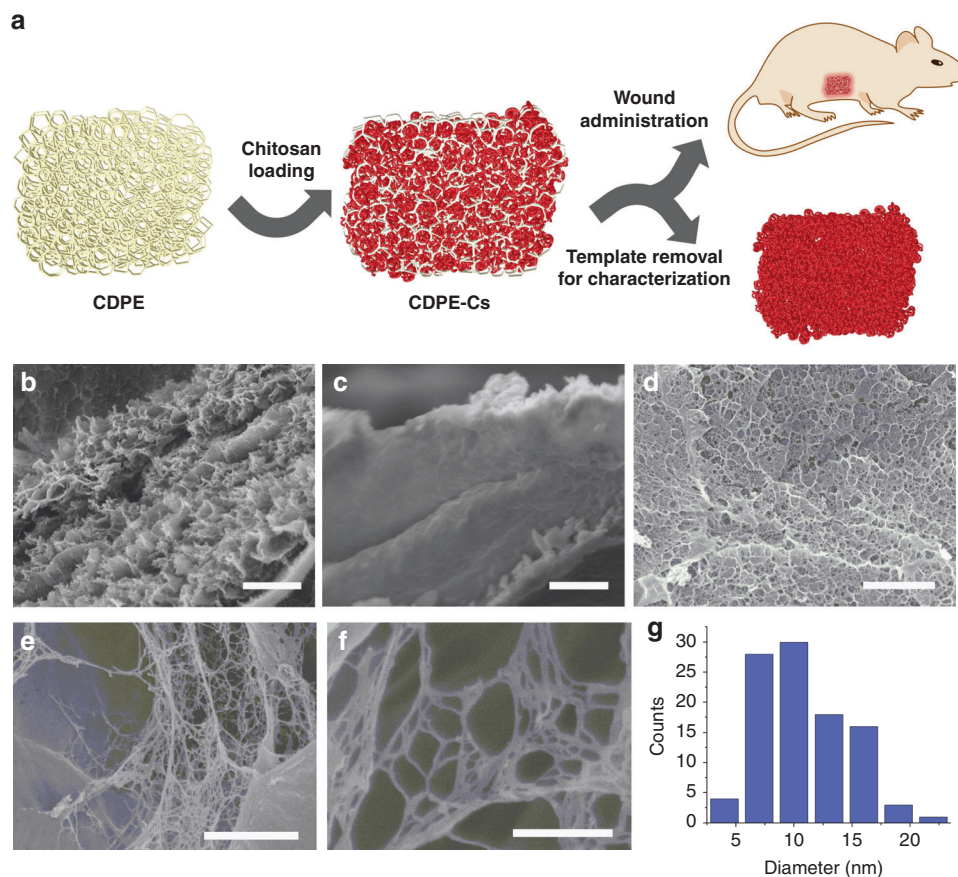 a
Chitosan
loading
CDPE
CDPE-Cs
Wound
administration
Template removal
for characterization
b
c
d
e
f
g
30
25
20
15
10
5
0
Counts
5
10
15
20
Diameter (nm)